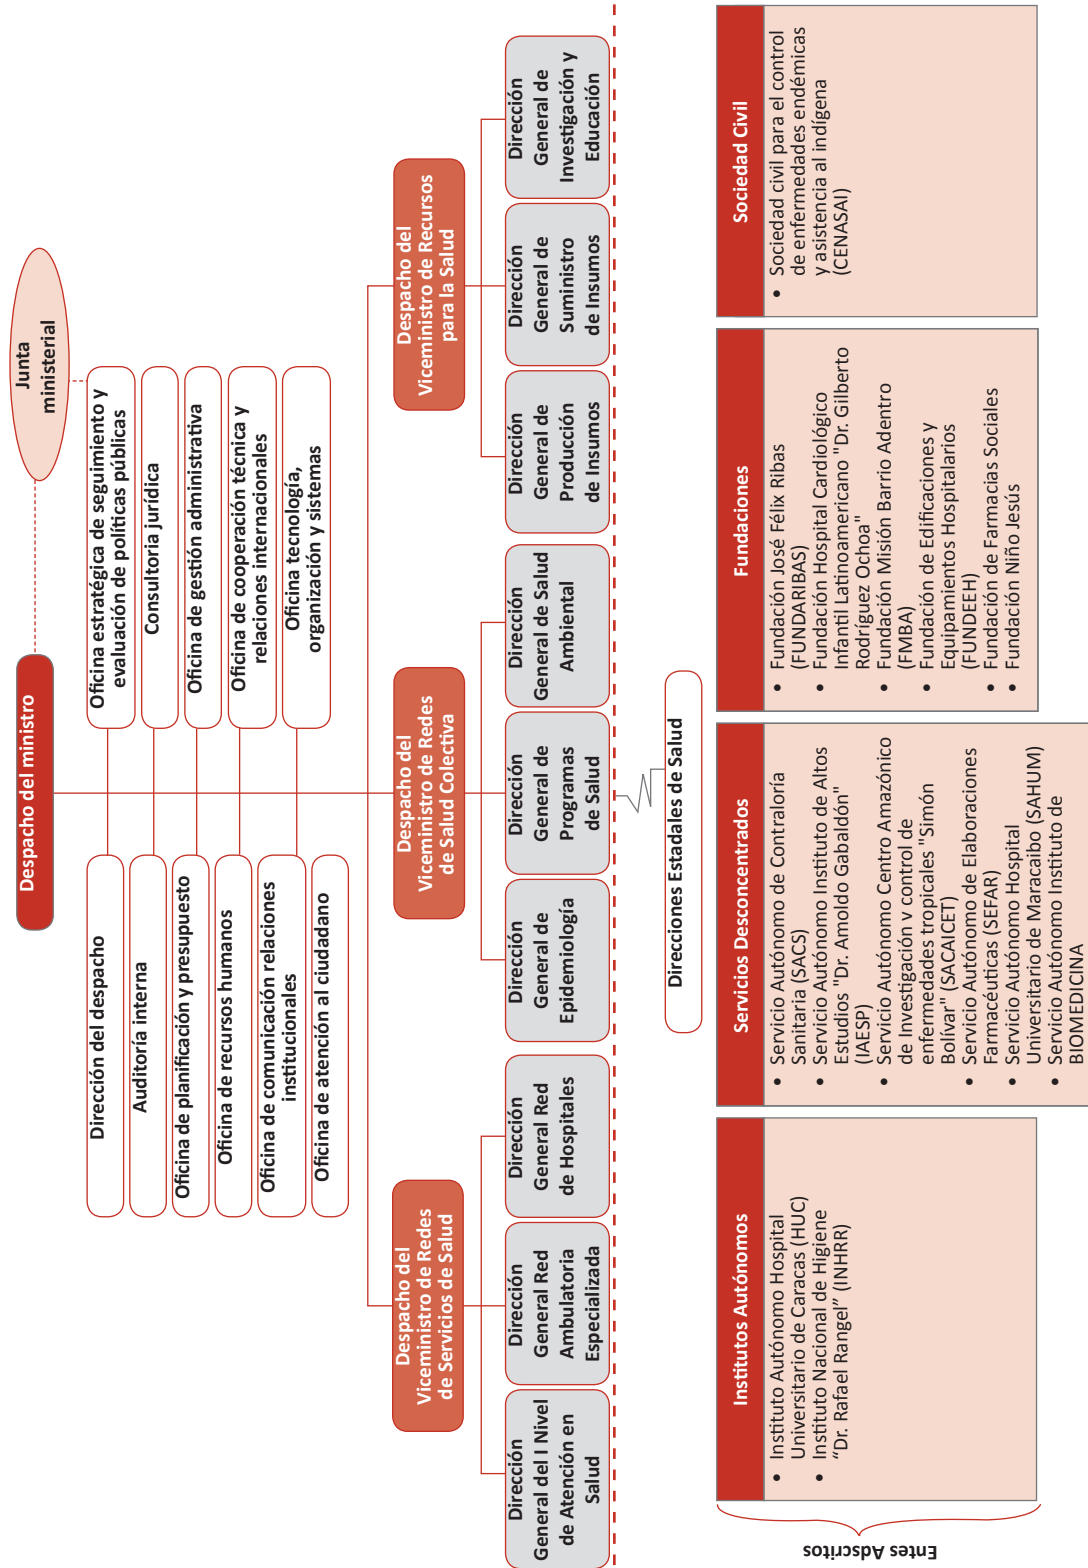 Despacho del ministro
Junta
ministerial
Dirección del despacho
Auditoría interna
Oficina de planificación y presupuesto
Oficina de recursos humanos
Oficina de comunicación relaciones
institucionales
Oficina de atención al ciudadano
Oficina estratégica de seguimiento y
evaluación de políticas públicas
Consultoria jurídica
Oficina de gestión administrativa
Oficina de cooperación técnica y
relaciones internacionales
Oficina tecnología,
organización y sistemas
Despacho del
Viceministro de Redes
de Servicios de Salud
Despacho del
Viceministro de Redes
de Salud Colectiva
Despacho del
Viceministro de Recursos
para la Salud
Dirección
General del I Nivel
de Atención en
Salud
Dirección
General Red
Ambulatoria
Especializada
Dirección
General Red
de Hospitales
Dirección
General de
Epidemiología
Dirección
General de
Programas
de Salud
Dirección
General de Salud
Ambiental
Dirección
General de
Producción
de Insumos
Dirección
General de
Suministro
de Insumos
Dirección
General de
Investigación y
Educación
Direcciones Estadales de Salud
Entes Adscritos
Institutos Autónomos
• Instituto Autónomo Hospital
Universitario de Caracas (HUC)
• Instituto Nacional de Higiene
“Dr. Rafael Rangel” (INHRR)
Servicios Desconcentrados
• Servicio Autónomo de Contraloría
Sanitaria (SACS)
• Servicio Autónomo Instituto de Altos
Estudios "Dr. Arnoldo Gabaldón"
(IAESP)
• Servicio Autónomo Centro Amazónico
de Investigación v control de
enfermedades tropicales "Simón
Bolívar" (SACAICET)
• Servicio Autónomo de Elaboraciones
Farmacéuticas (SEFAR)
• Servicio Autónomo Hospital
Universitario de Maracaibo (SAHUM)
• Servicio Autónomo Instituto de
BIOMEDICINA
Fundaciones
• Fundación José Félix Ribas
(FUNDARIBAS)
• Fundación Hospital Cardiológico
Infantil Latinoamericano "Dr. Gilberto
Rodríguez Ochoa"
• Fundación Misión Barrio Adentro
(FMBA)
• Fundación de Edificaciones y
Equipamientos Hospitalarios
(FUNDEEH)
• Fundación de Farmacias Sociales
• Fundación Niño Jesús
Sociedad Civil
• Sociedad civil para el control
de enfermedades endémicas
y asistencia al indígena
(CENASAI)